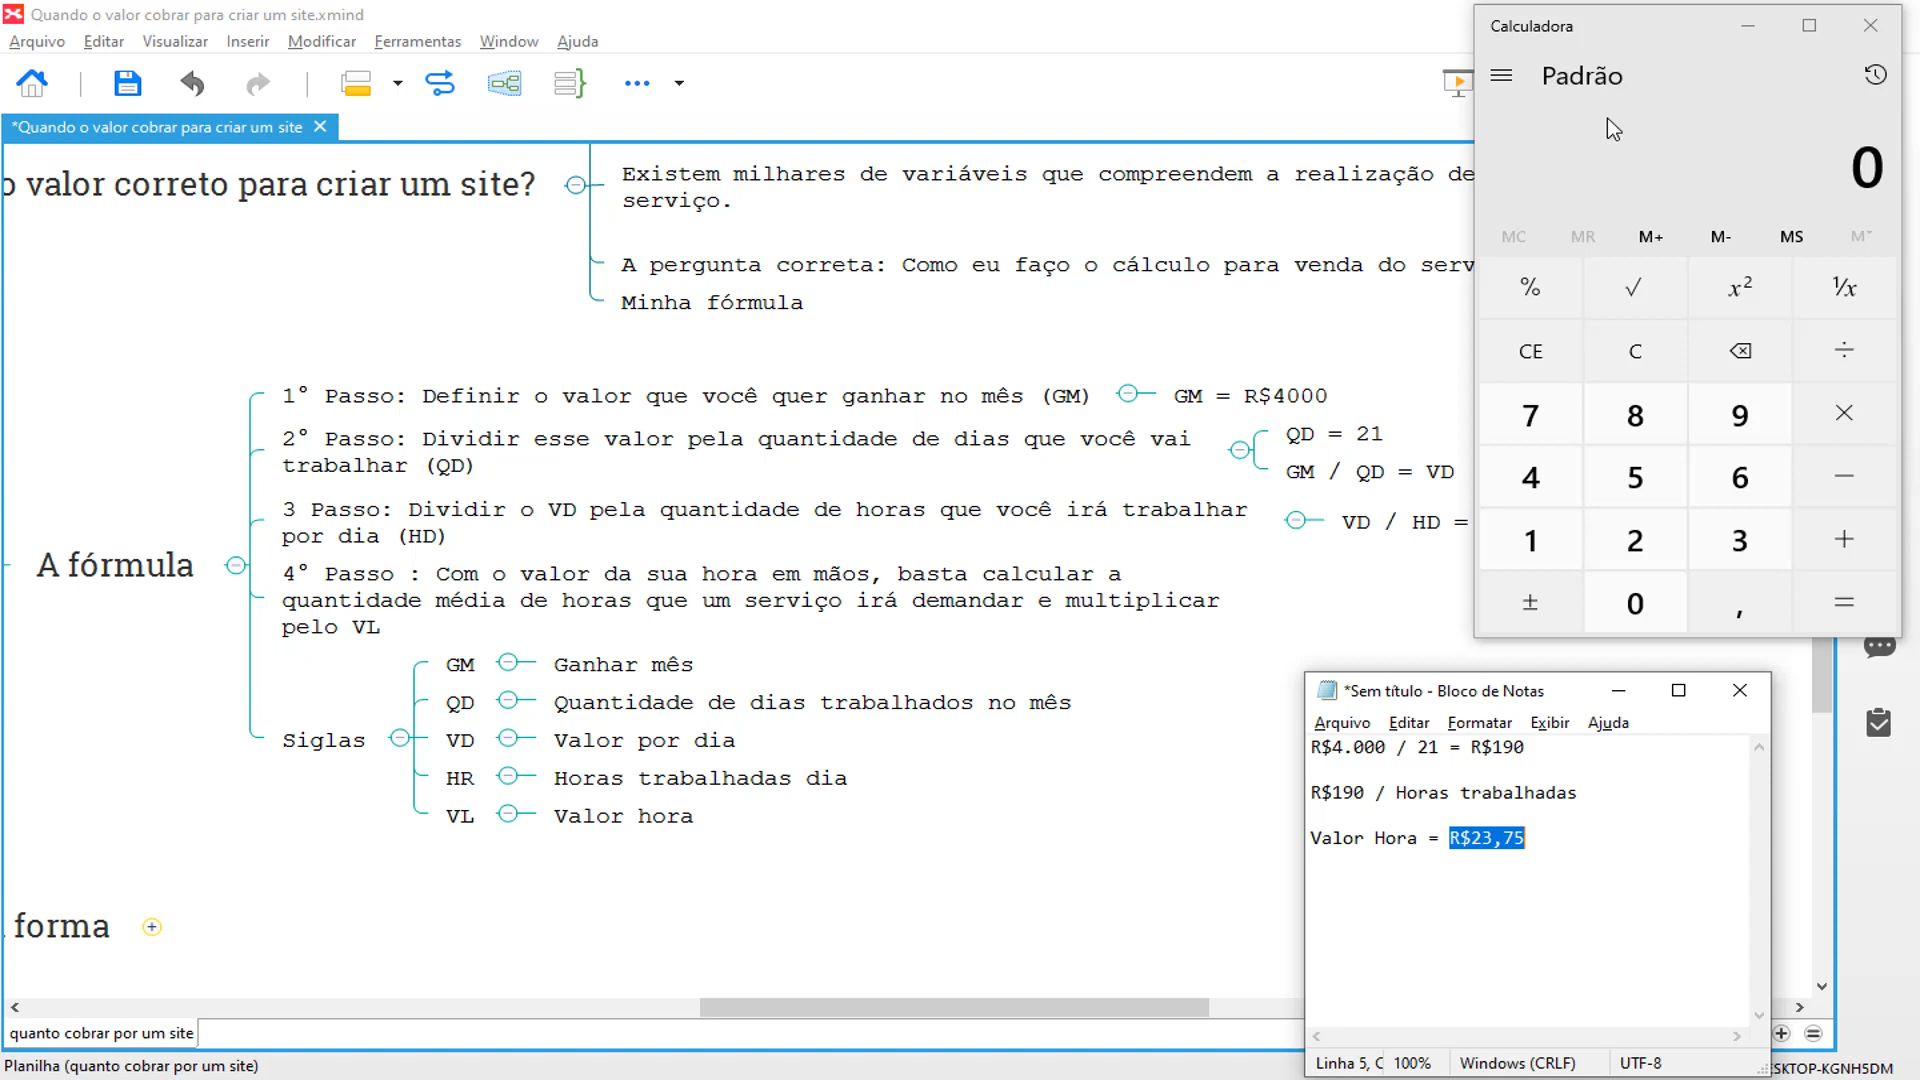 Quando o valor cobrar para criar um site.xmind
Arquivo Editar Visualizar Inserir Modificar Ferramentas Window Ajuda
*Quando o valor cobrar para criar um site
o valor correto para criar um site?
Existem milhares de variáveis que compreendem a realização de
serviço.
A pergunta correta: Como eu faço o cálculo para venda do serv
Minha fórmula
A fórmula
1° Passo: Definir o valor que você quer ganhar no mês (GM)
GM = R$4000
2° Passo: Dividir esse valor pela quantidade de dias que você vai
trabalhar (QD)
QD = 21
GM / QD = VD
3 Passo: Dividir o VD pela quantidade de horas que você irá trabalhar
por dia (HD)
VD / HD =
4° Passo : Com o valor da sua hora em mãos, basta calcular a
quantidade média de horas que um serviço irá demandar e multiplicar
pelo VL
Siglas
GM Ganhar mês
QD Quantidade de dias trabalhados no mês
VD Valor por dia
HR Horas trabalhadas dia
VL Valor hora
forma
quanto cobrar por um site
Planilha (quanto cobrar por um site)
Calculadora
Padrão
0
MC MR M+ M- MS M˅
% √ x² ¹/x
CE C ⌫ ÷
7 8 9 ×
4 5 6 −
1 2 3 +
± 0 , =
*Sem título - Bloco de Notas
Arquivo Editar Formatar Exibir Ajuda
R$4.000 / 21 = R$190
R$190 / Horas trabalhadas
Valor Hora = R$23,75
Linha 5, C 100% Windows (CRLF) UTF-8
SKTOP-KGNH5DM